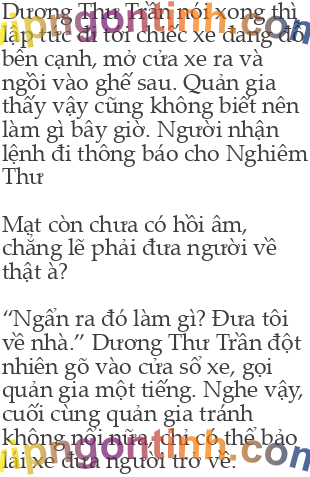 Dương Thư Trần nói xong thì
lập tức đi tới chiếc xe đang đỗ
bên cạnh, mở cửa xe ra và
ngồi vào ghế sau. Quản gia
thấy vậy cũng không biết nên
làm gì bây giờ. Người nhận
lệnh đi thông báo cho Nghiêm
Thư
Mạt còn chưa có hồi âm,
chẳng lẽ phải đưa người về
thật à?
“Ngẩn ra đó làm gì? Đưa tôi
về nhà.” Dương Thư Trần đột
nhiên gõ vào cửa sổ xe, gọi
quản gia một tiếng. Nghe vậy,
cuối cùng quản gia tránh
không nổi nữa, chỉ có thể bảo
lái xe đưa người trở về.
vipngontinh.com
vipngontinh.com